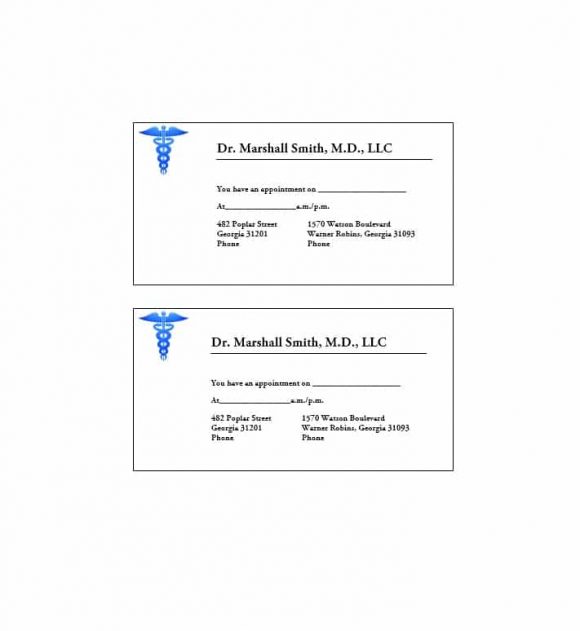 Dr. Marshall Smith, M.D., LLC
You have an appointment on ____________________
At________________a.m./p.m.
482 Poplar Street 1570 Watson Boulevard
Georgia 31201 Warner Robins, Georgia 31093
Phone Phone
Dr. Marshall Smith, M.D., LLC
You have an appointment on ____________________
At________________a.m./p.m.
482 Poplar Street 1570 Watson Boulevard
Georgia 31201 Warner Robins, Georgia 31093
Phone Phone